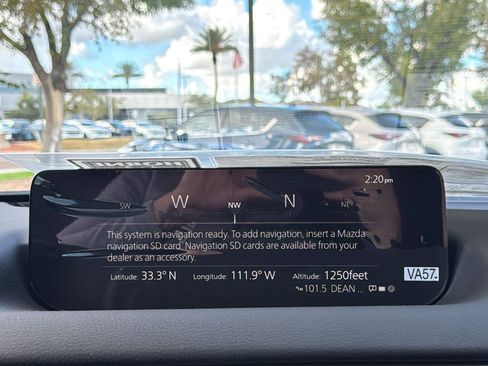 2:20pm
SW W NW N NE
This system is navigation ready. To add navigation, insert a Mazda
navigation SD card. Navigation SD cards are available from your
dealer as an accessory.
Latitude: 33.3° N Longitude: 111.9° W Altitude: 1250feet
VA57
101.5 DEAN ...